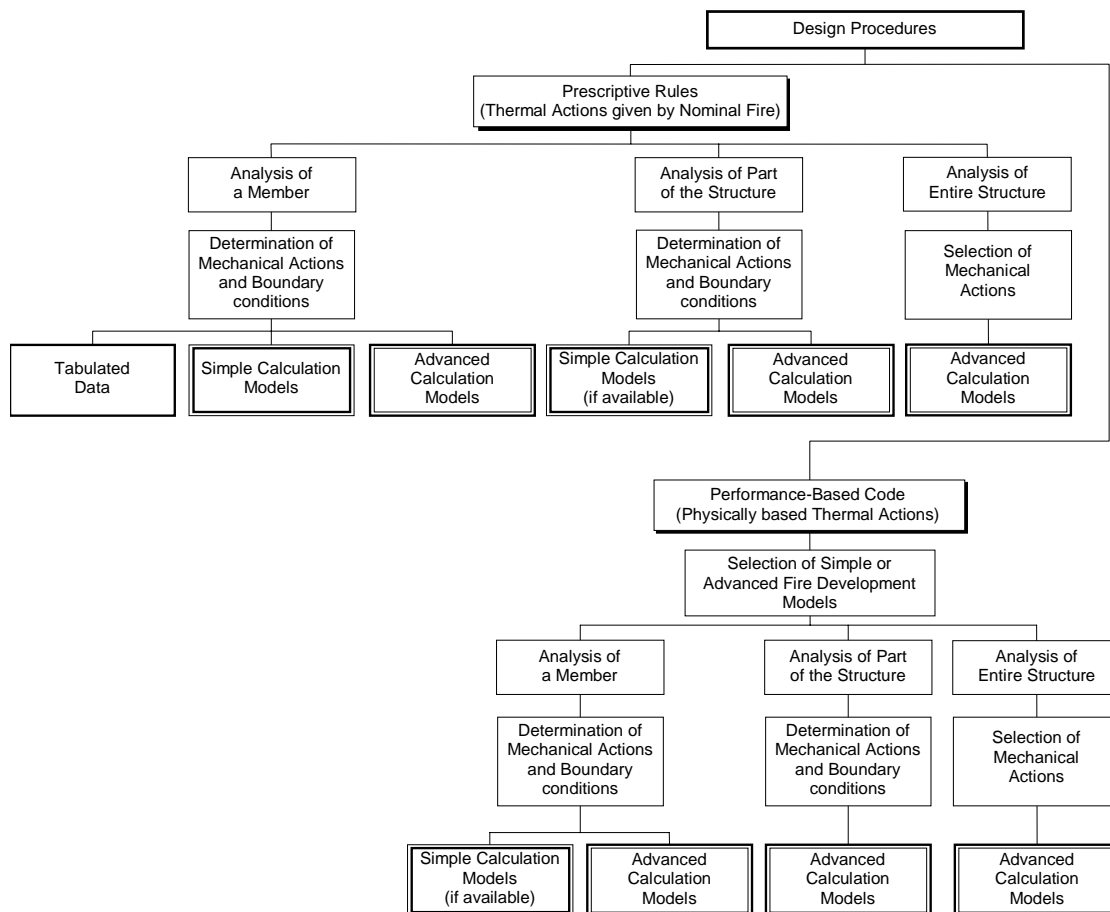 Design Procedures
Prescriptive Rules
(Thermal Actions given by Nominal Fire)
Analysis of
a Member
Analysis of Part
of the Structure
Analysis of
Entire Structure
Determination of
Mechanical Actions
and Boundary
conditions
Determination of
Mechanical Actions
and Boundary
conditions
Selection of
Mechanical
Actions
Tabulated
Data
Simple Calculation
Models
Advanced
Calculation
Models
Simple Calculation
Models
(if available)
Advanced
Calculation
Models
Advanced
Calculation
Models
Performance-Based Code
(Physically based Thermal Actions)
Selection of Simple or
Advanced Fire Development
Models
Analysis of
a Member
Analysis of Part
of the Structure
Analysis of
Entire Structure
Determination of
Mechanical Actions
and Boundary
conditions
Determination of
Mechanical Actions
and Boundary
conditions
Selection of
Mechanical
Actions
Simple Calculation
Models
(if available)
Advanced
Calculation
Models
Advanced
Calculation
Models
Advanced
Calculation
Models